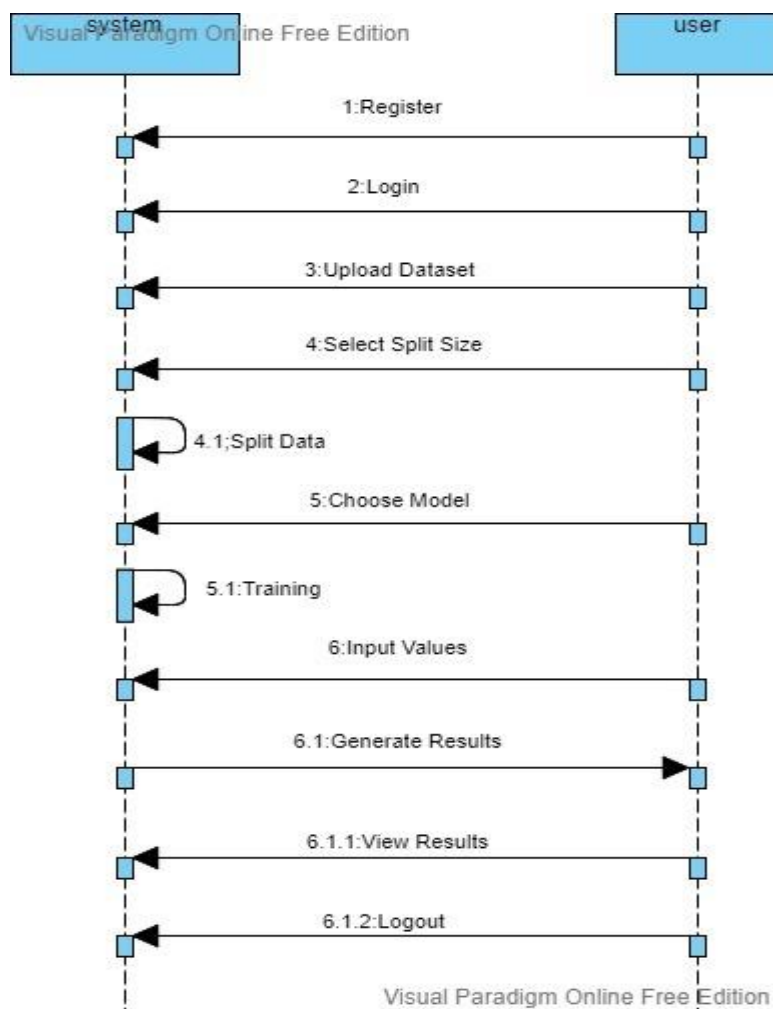 system
Visual Paradigm Online Free Edition
user
1:Register
2:Login
3:Upload Dataset
4:Select Split Size
4.1;Split Data
5:Choose Model
5.1:Training
6:Input Values
6.1:Generate Results
6.1.1:View Results
6.1.2:Logout
Visual Paradigm Online Free Edition